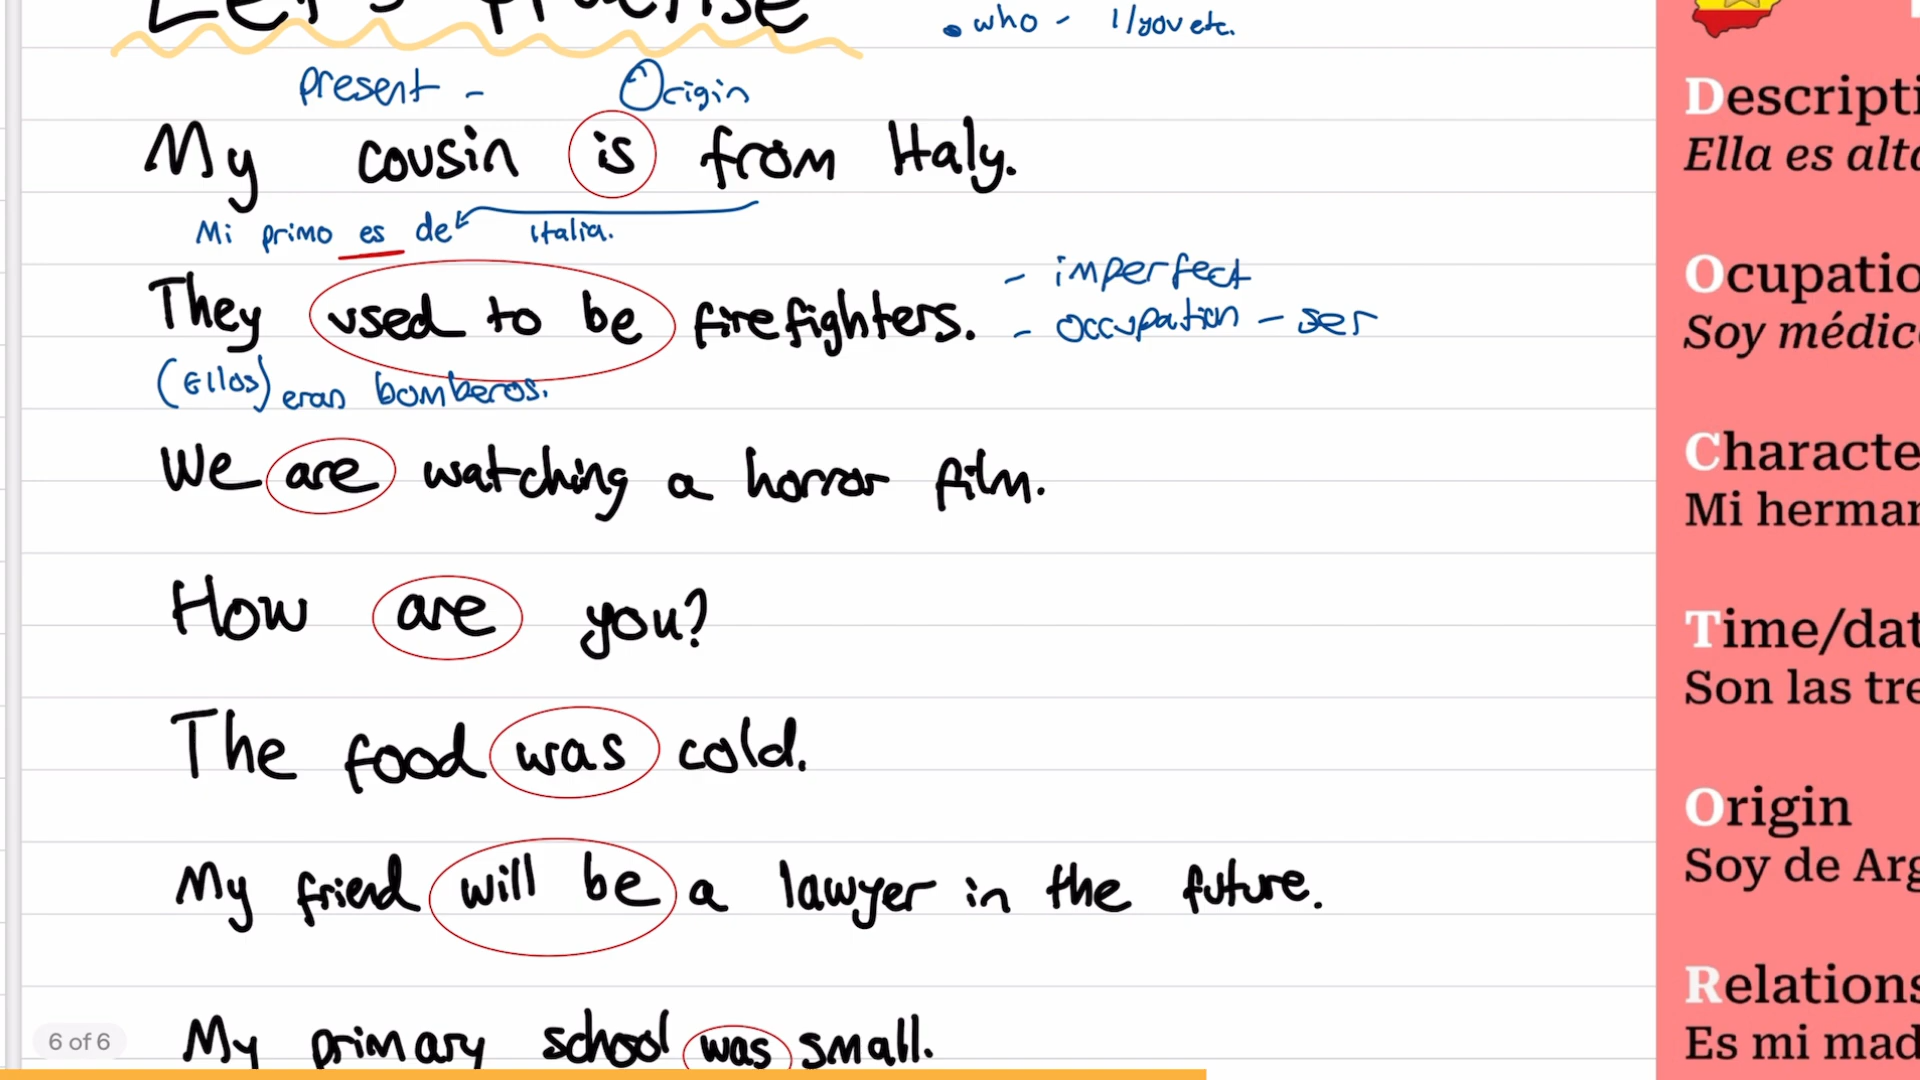 Let's practise
• who - I/you etc.
present - Origin
My cousin is from Italy.
Mi primo es de Italia.
They used to be firefighters.
- imperfect
- occupation - ser
(Ellos) eran bomberos.
We are watching a horror film.
How are you?
The food was cold.
My friend will be a lawyer in the future.
My primary school was small.
6 of 6
Descripti
Ella es alta
Ocupatio
Soy médic
Characte
Mi herman
Time/dat
Son las tre
Origin
Soy de Arg
Relations
Es mi mad